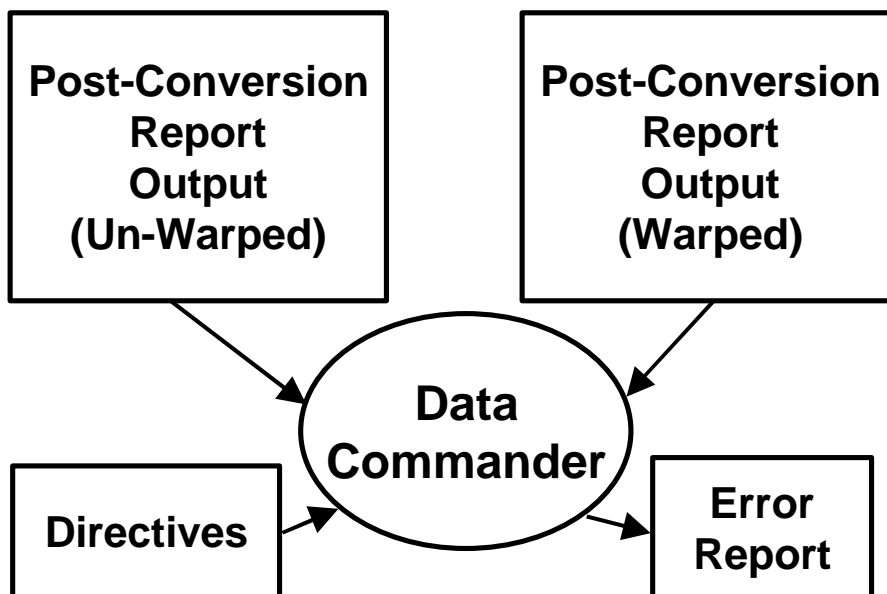 Post-Conversion
Report
Output
(Un-Warped)
Post-Conversion
Report
Output
(Warped)
Data
Commander
Directives
Error
Report